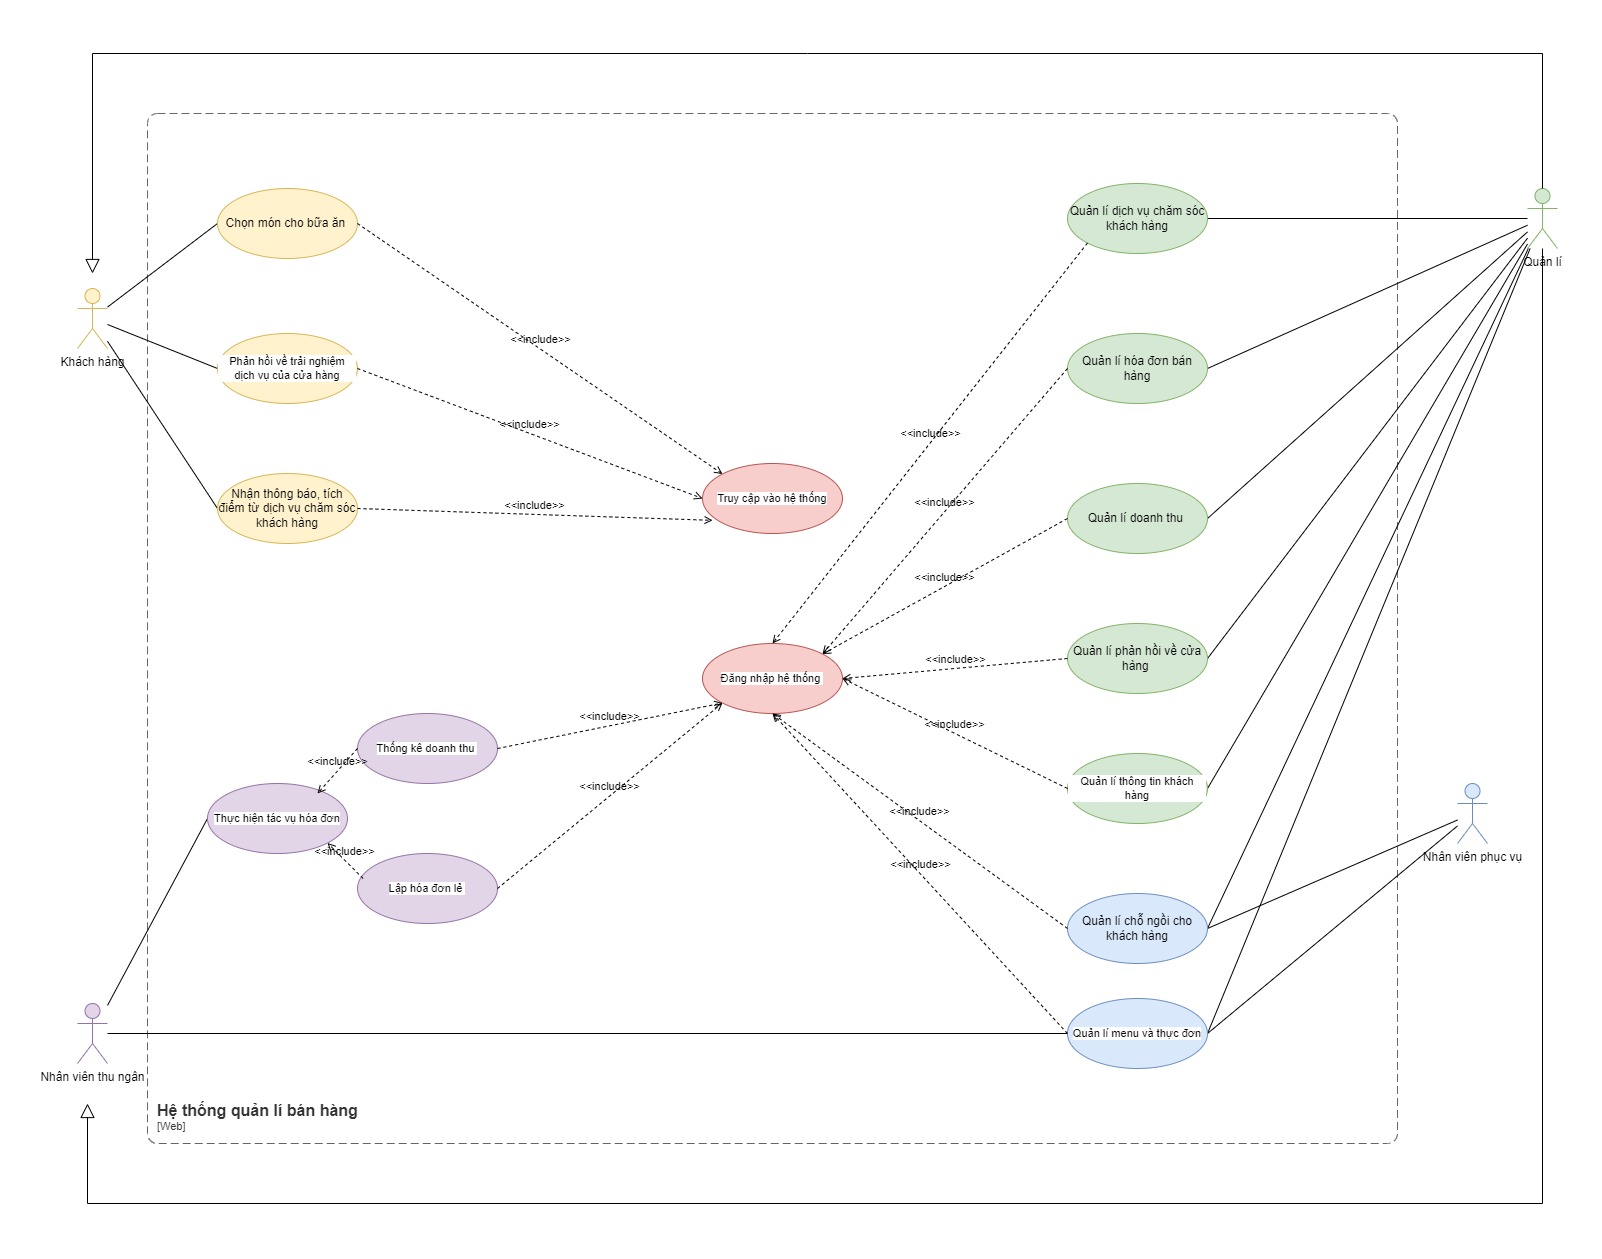 Chọn món cho bữa ăn
Quản lí dịch vụ chăm sóc
khách hàng
Quản lí
<<include>>
Khách hàng
Phản hồi về trải nghiệm
dịch vụ của cửa hàng
Quản lí hóa đơn bán
hàng
<<include>>
<<include>>
Nhận thông báo, tích
điểm từ dịch vụ chăm sóc
khách hàng
<<include>>
Truy cập vào hệ thống
<<include>>
Quản lí doanh thu
<<include>>
Đăng nhập hệ thống
<<include>>
Quản lí phản hồi về cửa
hàng
<<include>>
Thống kê doanh thu
<<include>>
<<include>>
Quản lí thông tin khách
hàng
<<include>>
Thực hiện tác vụ hóa đơn
<<include>>
<<include>>
Nhân viên phục vụ
Lập hóa đơn lẻ
<<include>>
Quản lí chỗ ngồi cho
khách hàng
Quản lí menu và thực đơn
Nhân viên thu ngân
Hệ thống quản lí bán hàng
[Web]